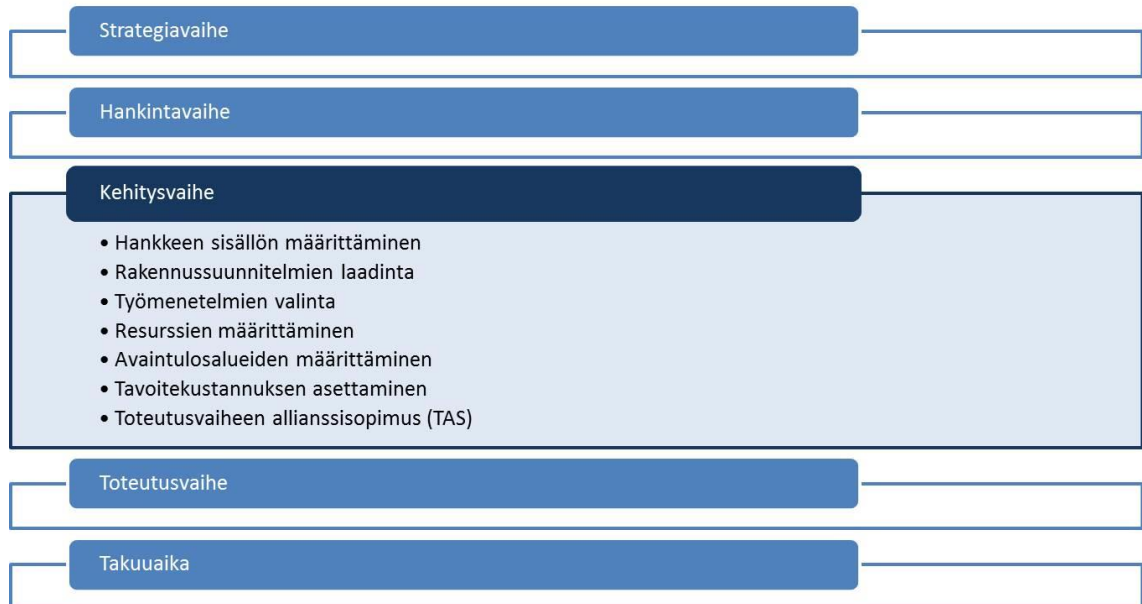 Strategiavaihe
Hankintavaihe
Kehitysvaihe
• Hankkeen sisällön määrittäminen
• Rakennussuunnitelmien laadinta
• Työmenetelmien valinta
• Resurssien määrittäminen
• Avaintulosalueiden määrittäminen
• Tavoitekustannuksen asettaminen
• Toteutusvaiheen allianssisopimus (TAS)
Toteutusvaihe
Takuuaika